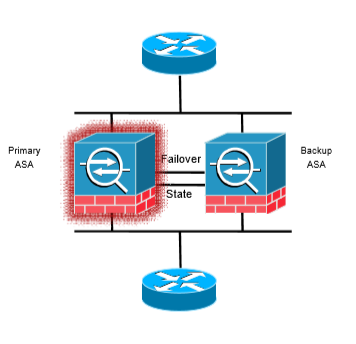 Primary
ASA
Failover
State
Backup
ASA